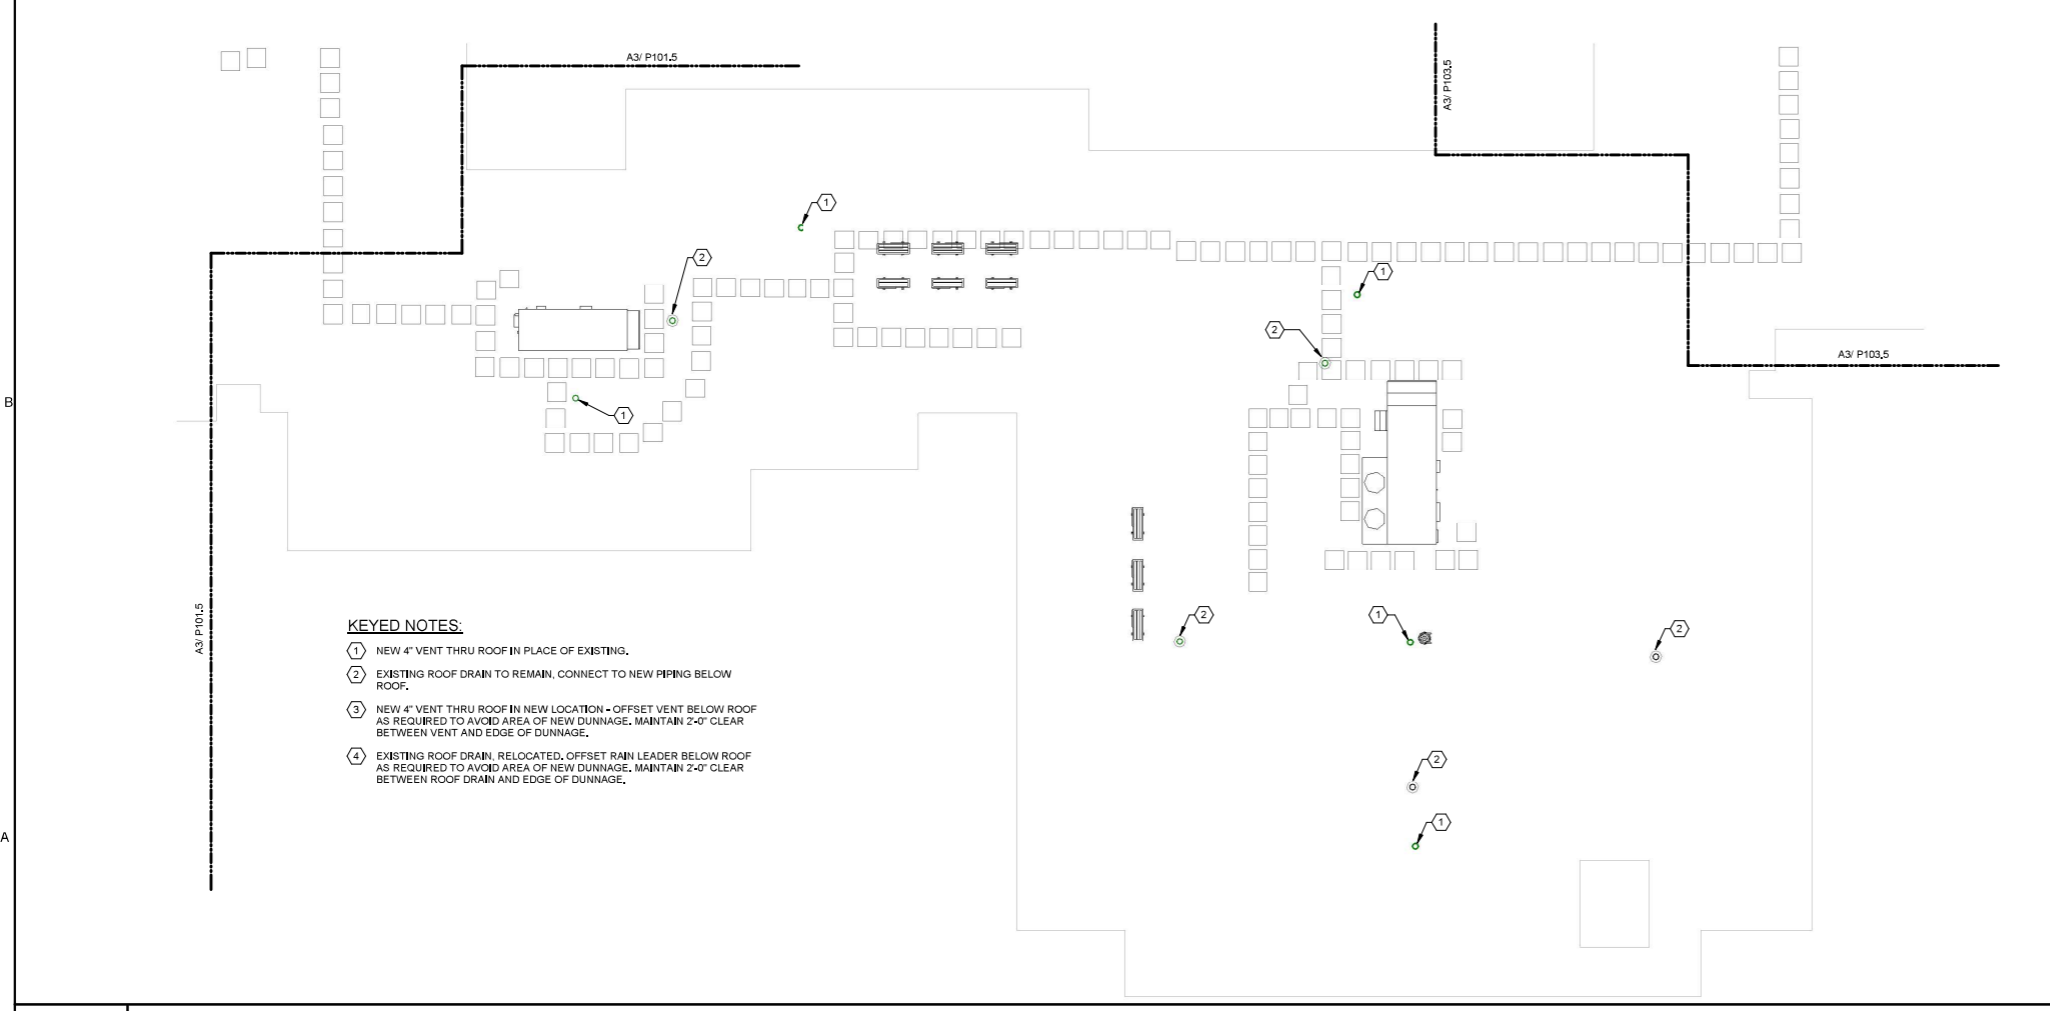 A3/ P101.5
A3/ P103.5
1
2
1
2
1
B
1
A3/ P103.5
A3/ P101.5
2
1
2
KEYED NOTES:
1 NEW 4" VENT THRU ROOF IN PLACE OF EXISTING.
2 EXISTING ROOF DRAIN TO REMAIN, CONNECT TO NEW PIPING BELOW
ROOF.
3 NEW 4" VENT THRU ROOF IN NEW LOCATION - OFFSET VENT BELOW ROOF
AS REQUIRED TO AVOID AREA OF NEW DUNNAGE. MAINTAIN 2'-0" CLEAR
BETWEEN VENT AND EDGE OF DUNNAGE.
4 EXISTING ROOF DRAIN, RELOCATED. OFFSET RAIN LEADER BELOW ROOF
AS REQUIRED TO AVOID AREA OF NEW DUNNAGE. MAINTAIN 2'-0" CLEAR
BETWEEN ROOF DRAIN AND EDGE OF DUNNAGE.
2
1
A